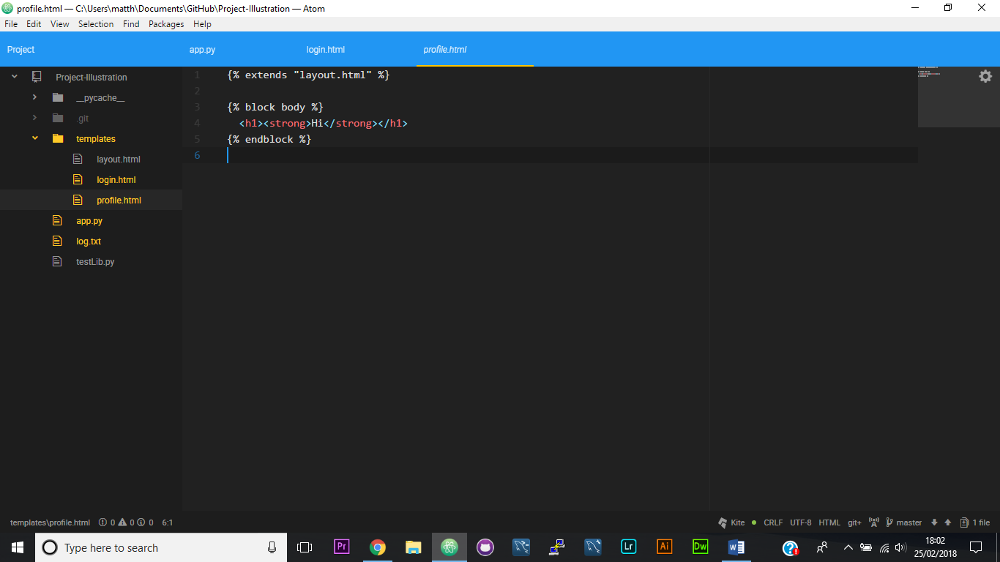 profile.html — C:\Users\matth\Documents\GitHub\Project-Illustration — Atom
File Edit View Selection Find Packages Help
Project app.py login.html profile.html
Project-Illustration
__pycache__
.git
templates
layout.html
login.html
profile.html
app.py
log.txt
testLib.py
1 {% extends "layout.html" %}
2
3 {% block body %}
4 <h1><strong>Hi</strong></h1>
5 {% endblock %}
6
templates\profile.html 0 0 0 6:1 Kite CRLF UTF-8 HTML git+ master 1 file
Type here to search Pr Lr Ai Dw W 18:02
25/02/2018